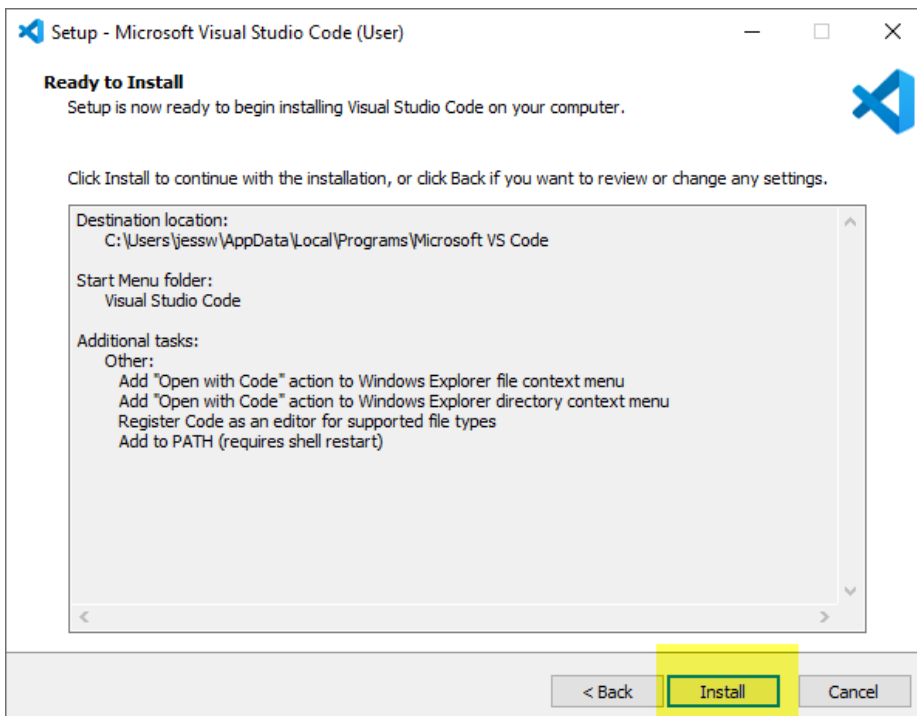 Setup - Microsoft Visual Studio Code (User)
Ready to Install
Setup is now ready to begin installing Visual Studio Code on your computer.
Click Install to continue with the installation, or click Back if you want to review or change any settings.
Destination location:
C:\Users\jessw\AppData\Local\Programs\Microsoft VS Code
Start Menu folder:
Visual Studio Code
Additional tasks:
Other:
Add "Open with Code" action to Windows Explorer file context menu
Add "Open with Code" action to Windows Explorer directory context menu
Register Code as an editor for supported file types
Add to PATH (requires shell restart)
< Back Install Cancel